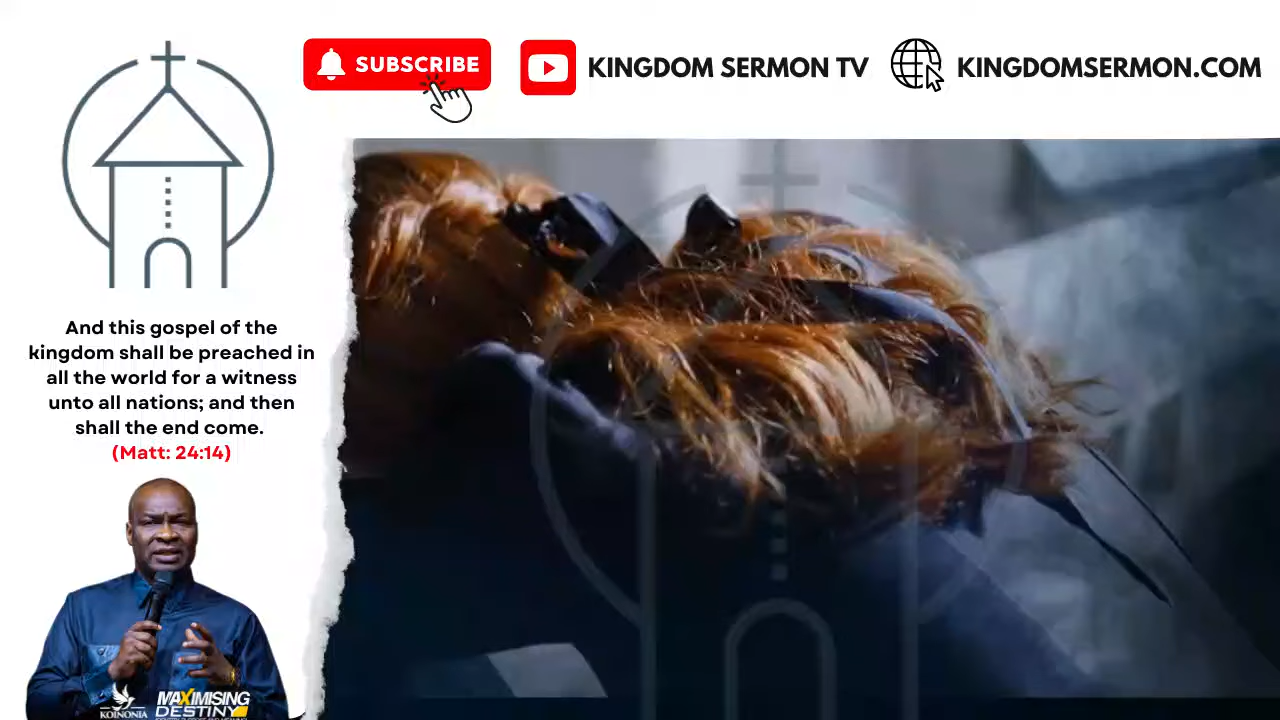 SUBSCRIBE
KINGDOM SERMON TV
KINGDOMSERMON.COM
And this gospel of the
kingdom shall be preached in
all the world for a witness
unto all nations; and then
shall the end come.
(Matt: 24:14)
KOINONIA
MAXIMISING
DESTINY